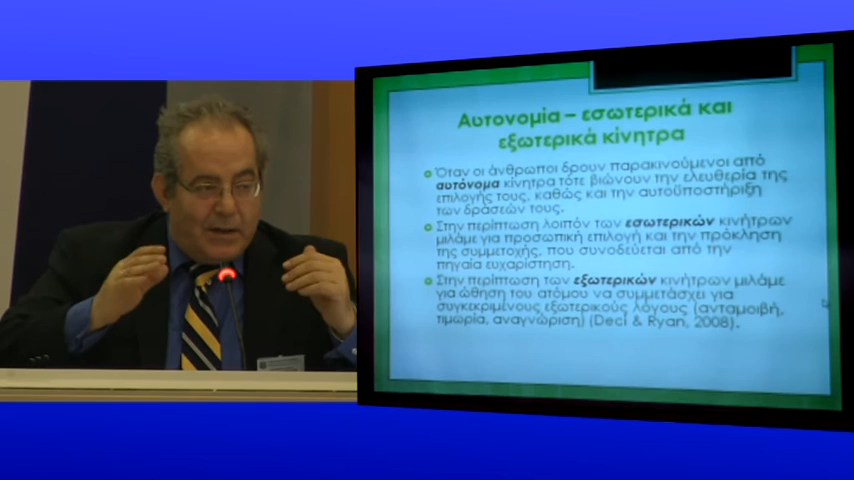 Αυτονομία – εσωτερικά και
εξωτερικά κίνητρα
Όταν οι άνθρωποι δρουν παρακινούμενοι από
αυτόνομα κίνητρα τότε βιώνουν την ελευθερία της
επιλογής τους, καθώς και την αυτοϋποστήριξη
των δράσεών τους.
Στην περίπτωση λοιπόν των εσωτερικών κινήτρων
μιλάμε για προσωπική επιλογή και την πρόκληση
της συμμετοχής, που συνοδεύεται από την
πηγαία ευχαρίστηση.
Στην περίπτωση των εξωτερικών κινήτρων μιλάμε
για ώθηση του ατόμου να συμμετάσχει για
συγκεκριμένους εξωτερικούς λόγους (ανταμοιβή,
τιμωρία, αναγνώριση) (Deci & Ryan, 2008).